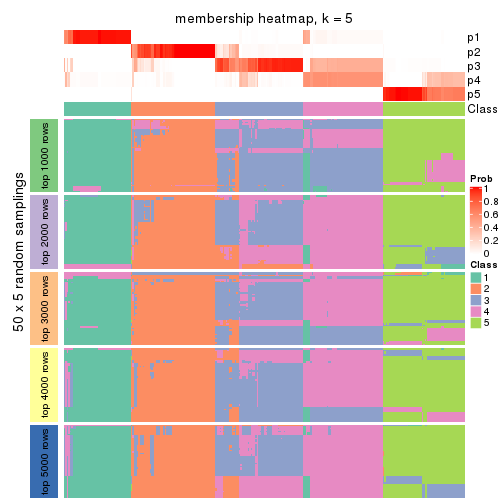 membership heatmap, k = 5
p1
p2
p3
p4
p5
Class
50 x 5 random samplings
top 1000 rows
top 2000 rows
top 3000 rows
top 4000 rows
top 5000 rows
Prob
1
0.8
0.6
0.4
0.2
0
Class
1
2
3
4
5